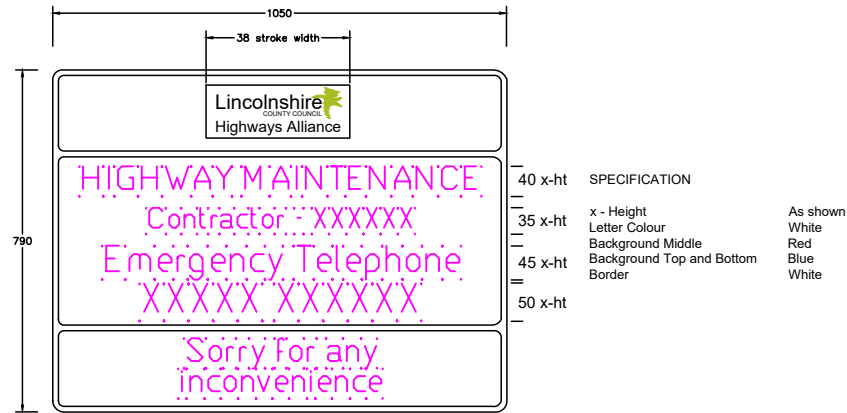 1050
38 stroke width
Lincolnshire
COUNTY COUNCIL
Highways Alliance
790
HIGHWAY MAINTENANCE
40 x-ht
Contractor - XXXXXX
35 x-ht
Emergency Telephone
45 x-ht
XXXXX XXXXXX
50 x-ht
Sorry for any
inconvenience
SPECIFICATION
x - Height As shown
Letter Colour White
Background Middle Red
Background Top and Bottom Blue
Border White